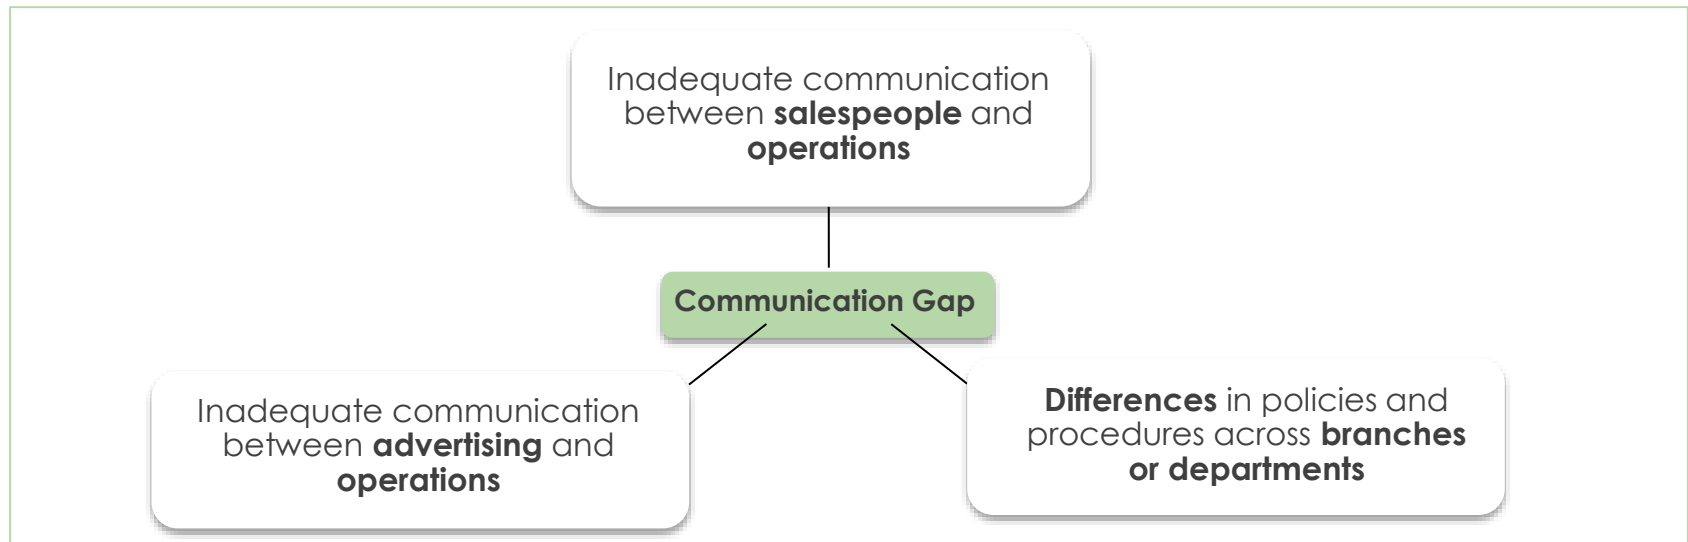 Inadequate communication
between salespeople and
operations
Communication Gap
Inadequate communication
between advertising and
operations
Differences in policies and
procedures across branches
or departments